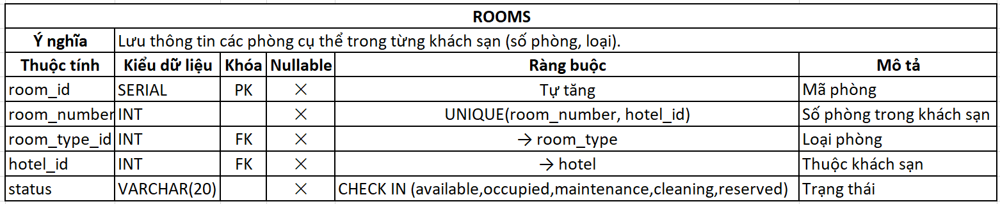 ROOMS
Ý nghĩa Lưu thông tin các phòng cụ thể trong từng khách sạn (số phòng, loại).
Thuộc tính Kiểu dữ liệu Khóa Nullable Ràng buộc Mô tả
room_id SERIAL PK × Tự tăng Mã phòng
room_number INT × UNIQUE(room_number, hotel_id) Số phòng trong khách sạn
room_type_id INT FK × → room_type Loại phòng
hotel_id INT FK × → hotel Thuộc khách sạn
status VARCHAR(20) × CHECK IN (available,occupied,maintenance,cleaning,reserved) Trạng thái